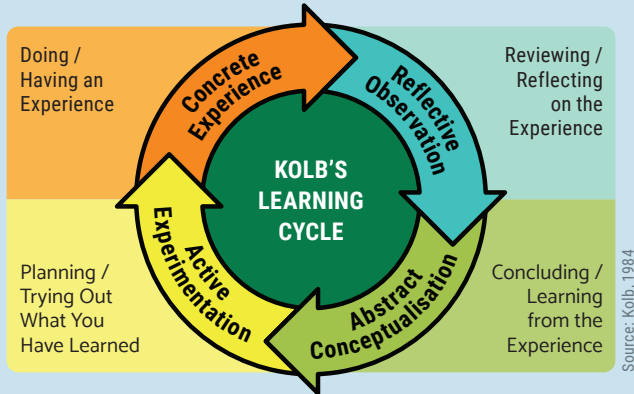 Doing /
Having an
Experience
Concrete
Experience
Reflective
Observation
Reviewing /
Reflecting
on the
Experience
KOLB'S
LEARNING
CYCLE
Planning /
Trying Out
What You
Have Learned
Active
Experimentation
Abstract
Conceptualisation
Concluding /
Learning
from the
Experience
Source: Kolb, 1984